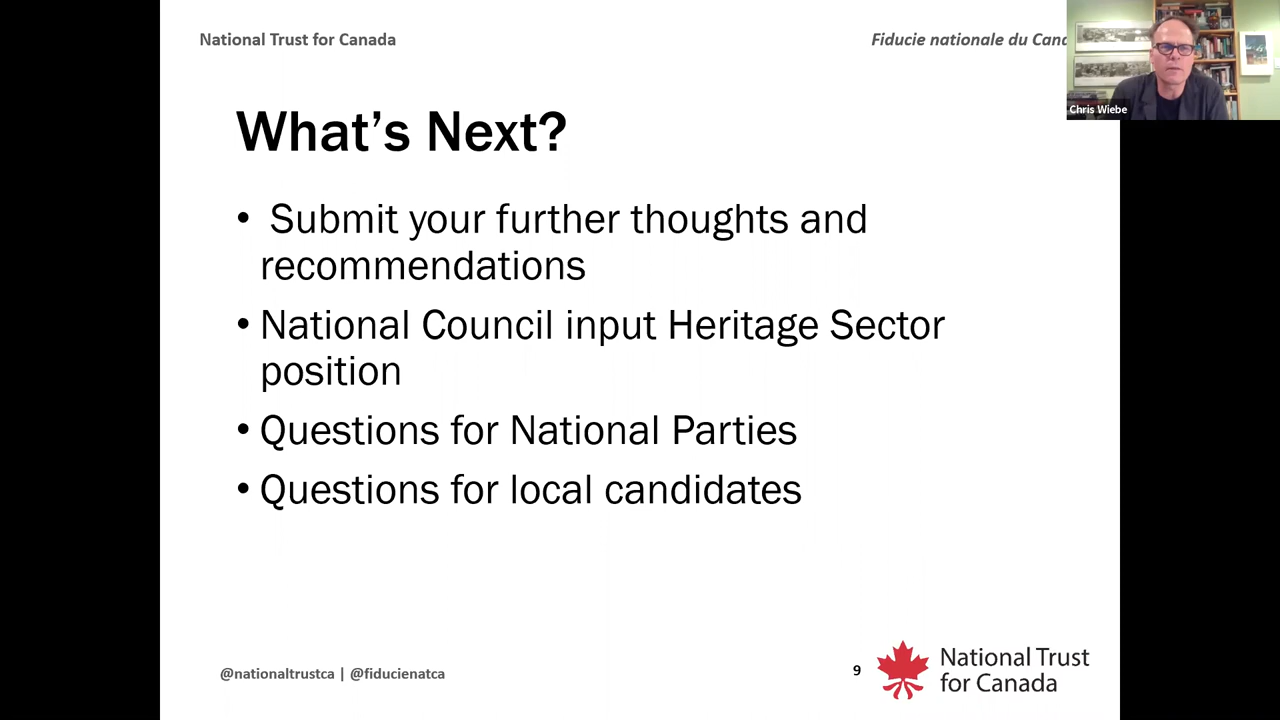 National Trust for Canada
Fiducie nationale du Can
Chris Wiebe
What's Next?
• Submit your further thoughts and
recommendations
• National Council input Heritage Sector
position
• Questions for National Parties
• Questions for local candidates
@nationaltrustca | @fiducienatca
9
National Trust
for Canada